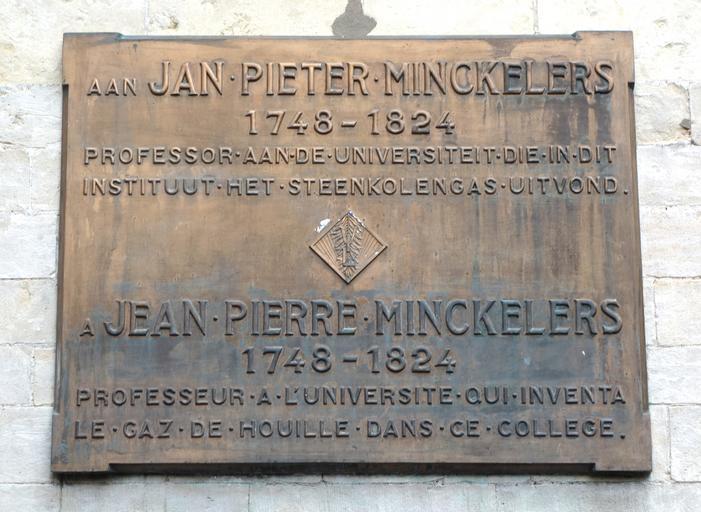 AAN JAN·PIETER·MINCKELERS
1748-1824
PROFESSOR·AAN·DE·UNIVERSITEIT·DIE·IN·DIT
INSTITUUT·HET·STEENKOLENGAS·UITVOND.
A JEAN·PIERRE·MINCKELERS
1748-1824
PROFESSEUR·A·L'UNIVERSITE·QUI·INVENTA
LE·GAZ·DE·HOUILLE·DANS·CE·COLLEGE.